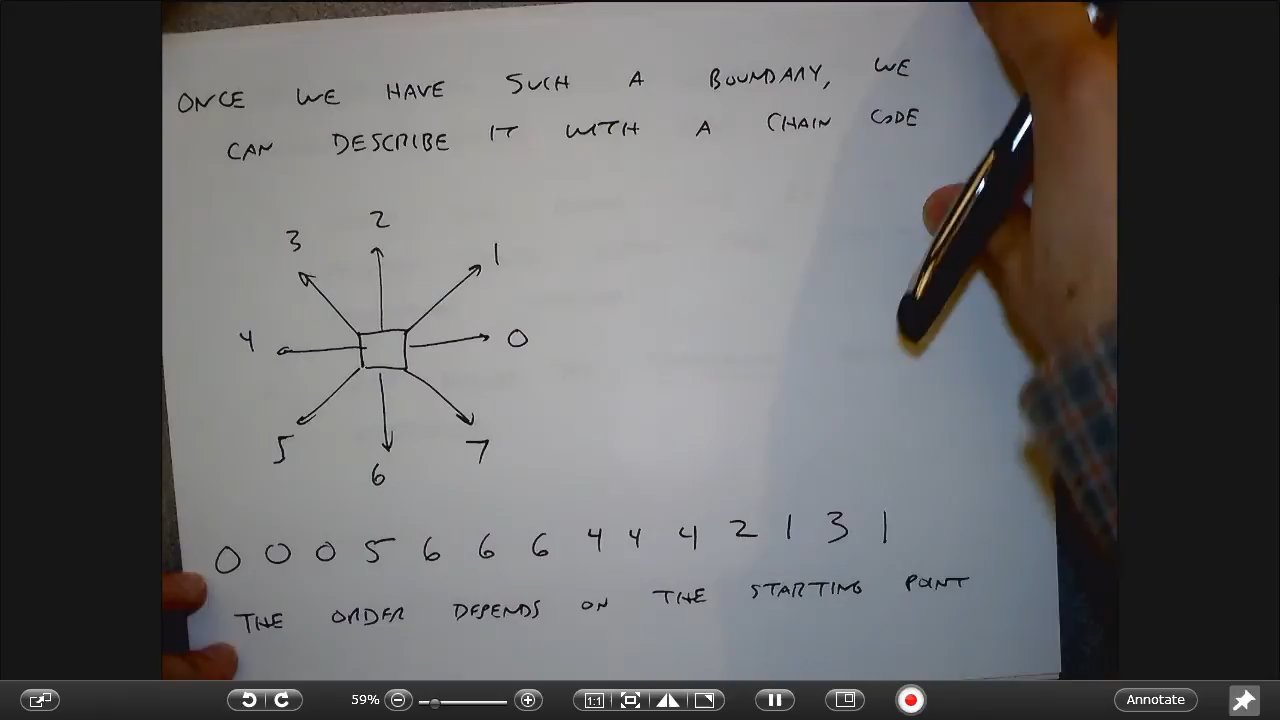 ONCE WE HAVE SUCH A BOUNDARY, WE
CAN DESCRIBE IT WITH A CHAIN CODE
2
3
1
4
0
5
7
6
0 0 0 5 6 6 6 4 4 4 2 1 3 1
THE ORDER DEPENDS ON THE STARTING POINT
59%
1:1
Annotate